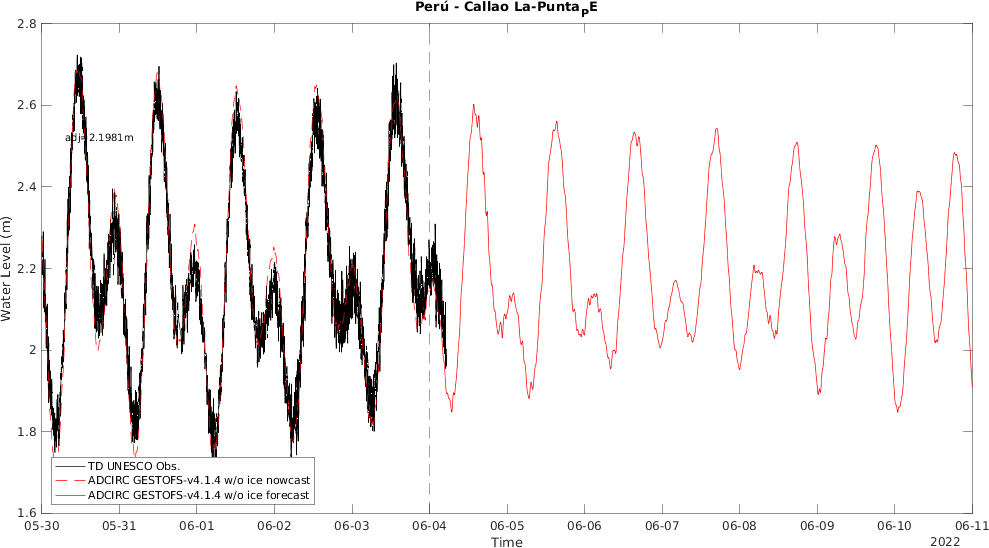 Perú - Callao La-PuntapE
2.8
2.6
2.4
2.2
2
1.8
1.6
Water Level (m)
adj= 2.1981m
TD UNESCO Obs.
ADCIRC GESTOFS-v4.1.4 w/o ice nowcast
ADCIRC GESTOFS-v4.1.4 w/o ice forecast
05-30 05-31 06-01 06-02 06-03 06-04 06-05 06-06 06-07 06-08 06-09 06-10 06-11
Time
2022